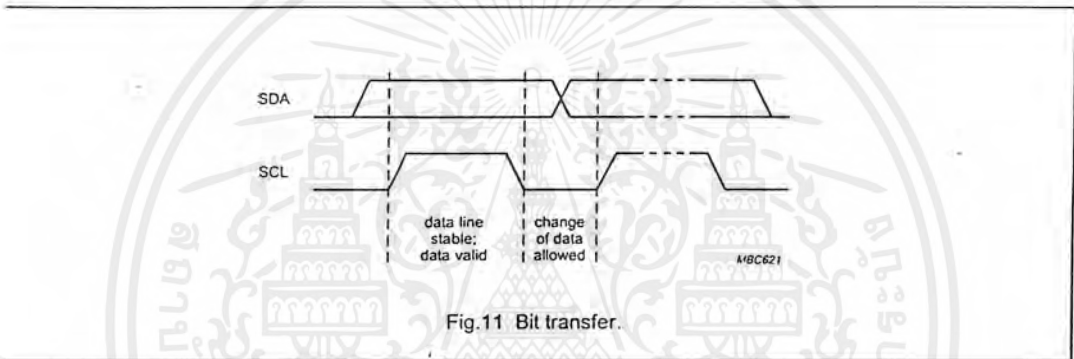 SDA
SCL
data line
stable;
data valid
change
of data
allowed
MBC621
Fig.11 Bit transfer.